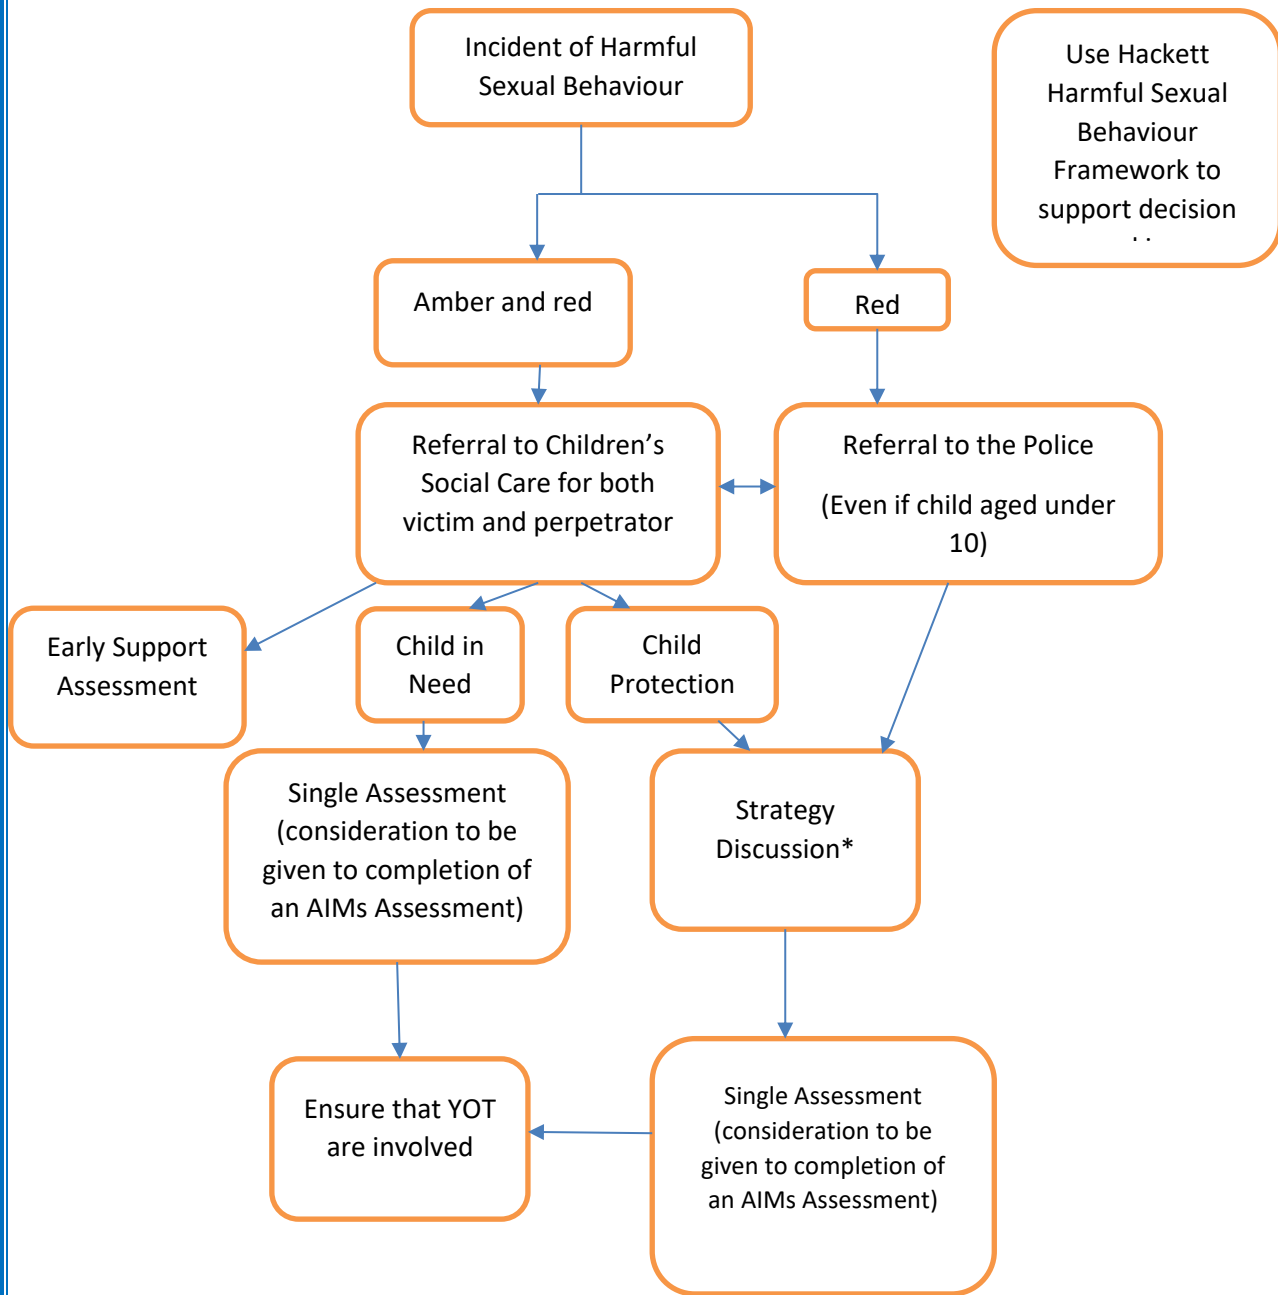 Incident of Harmful
Sexual Behaviour
Use Hackett
Harmful Sexual
Behaviour
Framework to
support decision
Amber and red
Red
Referral to Children’s
Social Care for both
victim and perpetrator
Referral to the Police
(Even if child aged under
10)
Early Support
Assessment
Child in
Need
Child
Protection
Single Assessment
(consideration to be
given to completion of
an AIMs Assessment)
Strategy
Discussion*
Ensure that YOT
are involved
Single Assessment
(consideration to be
given to completion of
an AIMs Assessment)